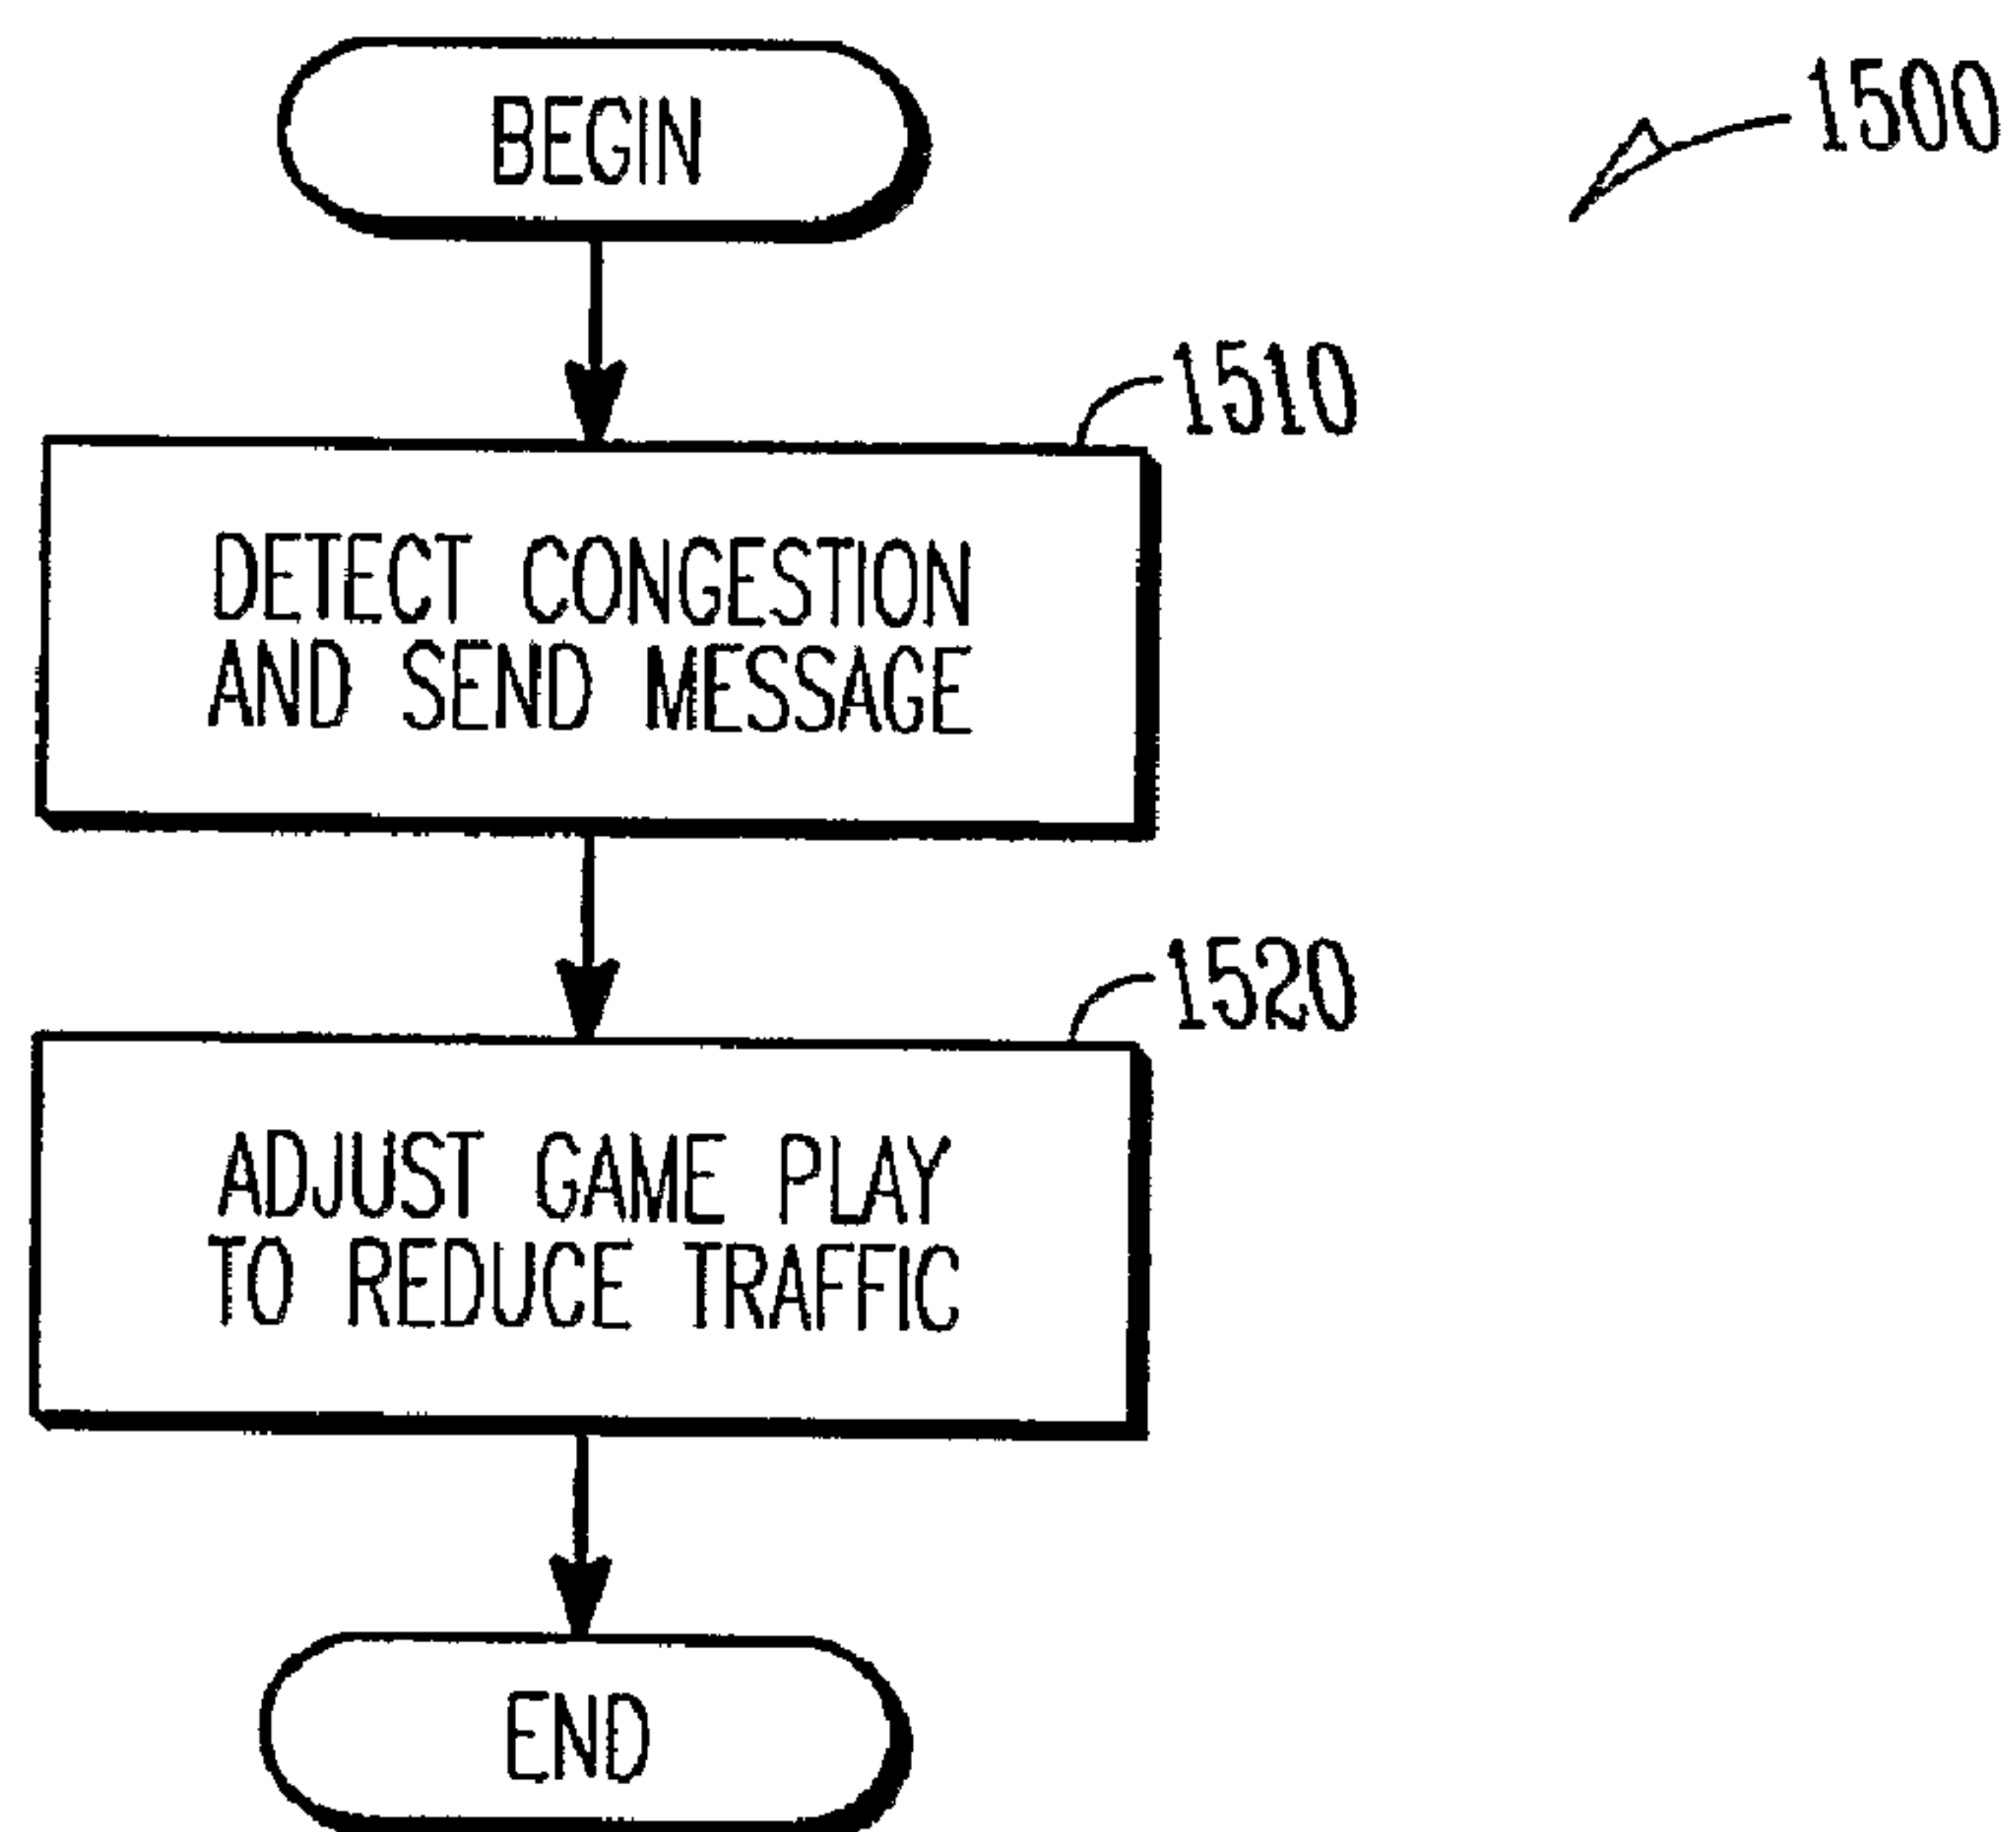 BEGIN
1500
1510
DETECT CONGESTION
AND SEND MESSAGE
1520
ADJUST GAME PLAY
TO REDUCE TRAFFIC
END